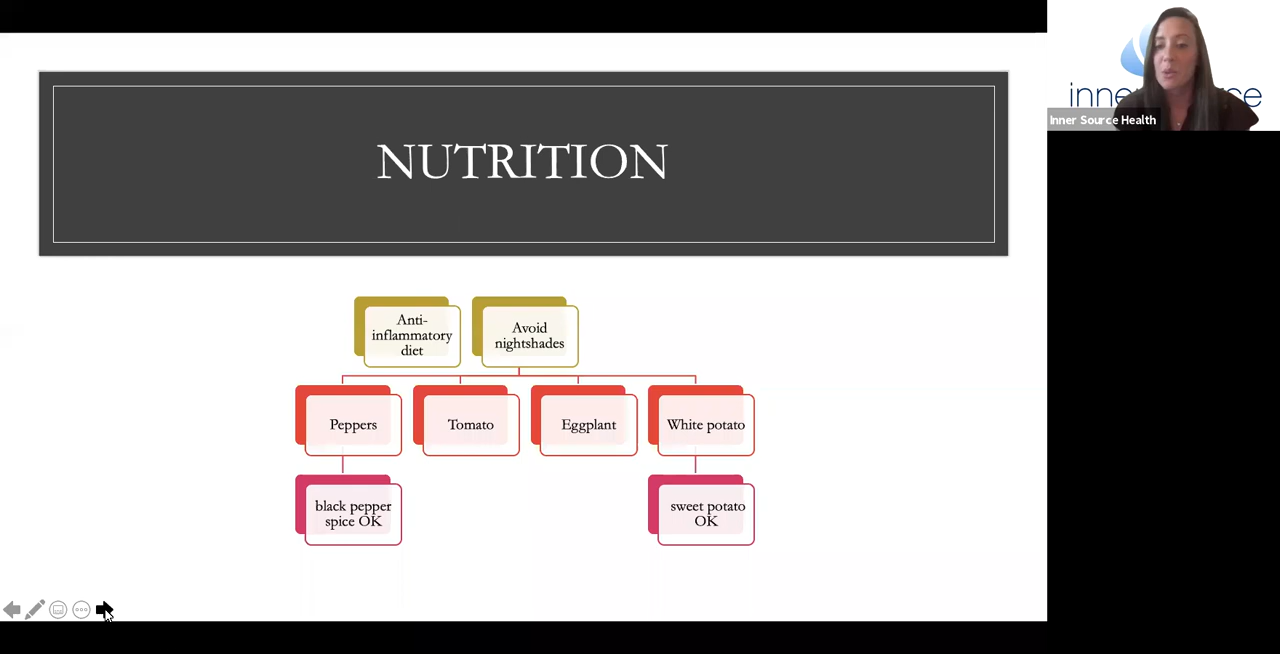 NUTRITION
Anti-
inflammatory
diet
Avoid
nightshades
Peppers
Tomato
Eggplant
White potato
black pepper
spice OK
sweet potato
OK
Inner Source Health